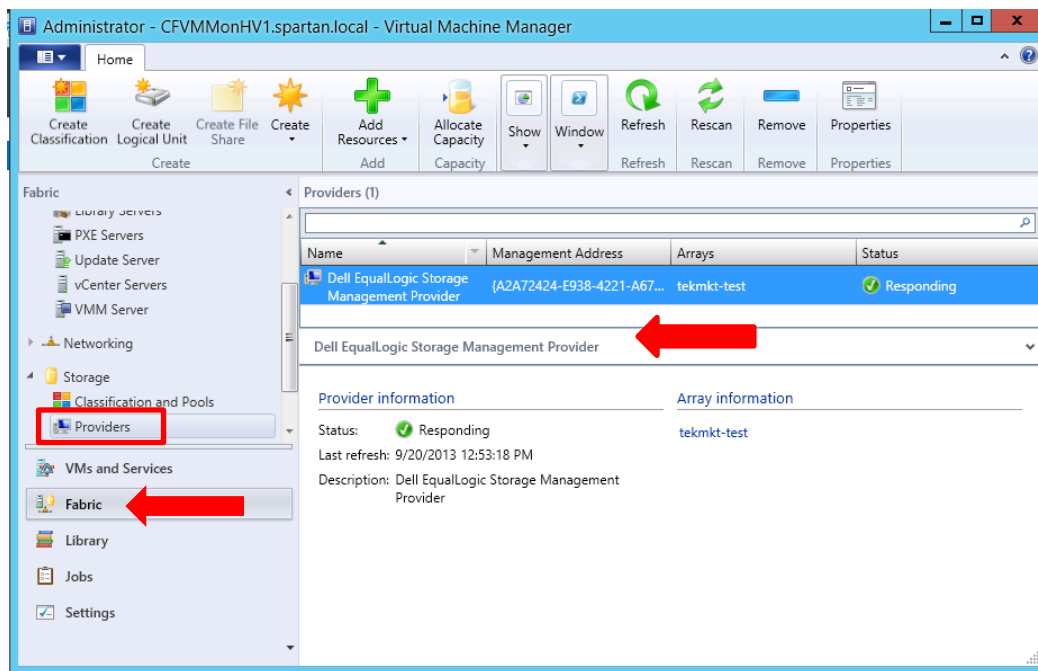 Administrator - CFVMMonHV1.spartan.local - Virtual Machine Manager
Home
Create Classification
Create Logical Unit
Create File Share
Create
Add Resources
Allocate Capacity
Show
Window
Refresh
Rescan
Remove
Properties
Create
Add
Capacity
Refresh
Rescan
Remove
Properties
Fabric
Library Servers
PXE Servers
Update Server
vCenter Servers
VMM Server
Networking
Storage
Classification and Pools
Providers
VMs and Services
Fabric
Library
Jobs
Settings
Providers (1)
Name
Management Address
Arrays
Status
Dell EqualLogic Storage
Management Provider
{A2A72424-E938-4221-A67...
tekmkt-test
Responding
Dell EqualLogic Storage Management Provider
Provider information
Status: Responding
Last refresh: 9/20/2013 12:53:18 PM
Description: Dell EqualLogic Storage Management
Provider
Array information
tekmkt-test